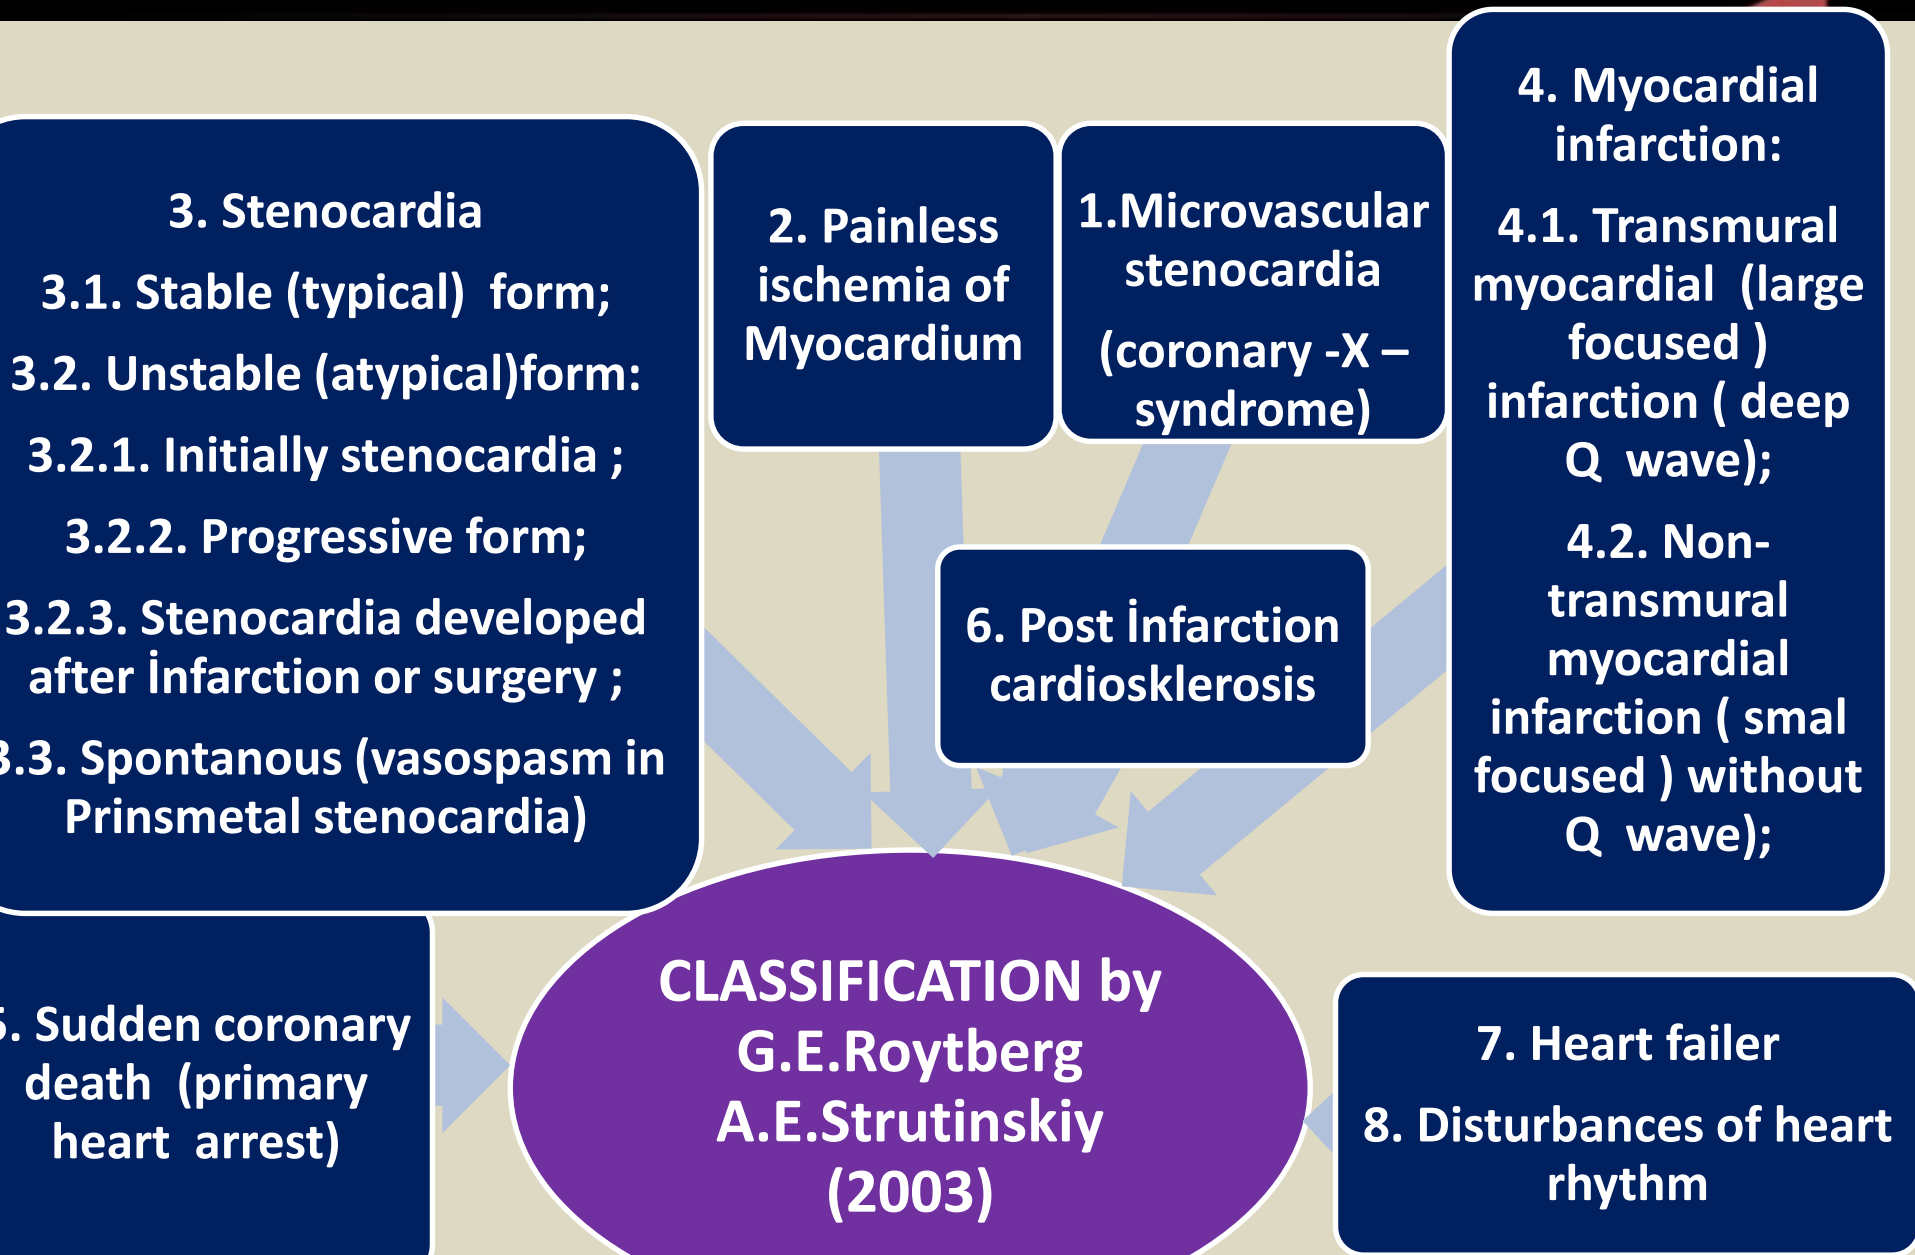 3. Stenocardia
3.1. Stable (typical)  form;
3.2. Unstable (atypical)form:
3.2.1. Initially stenocardia ;
3.2.2. Progressive form;
3.2.3. Stenocardia developed
after İnfarction or surgery ;
3.3. Spontanous (vasospasm in
Prinsmetal stenocardia)
2. Painless
ischemia of
Myocardium
1.Microvascular
stenocardia
(coronary -X –
syndrome)
4. Myocardial
infarction:
4.1. Transmural
myocardial  (large
focused )
infarction ( deep
Q  wave);
4.2. Non-
transmural
myocardial
infarction ( smal
focused ) without
Q  wave);
6. Post İnfarction
cardiosklerosis
5. Sudden coronary
death  (primary
heart  arrest)
CLASSIFICATION by
G.E.Roytberg
A.E.Strutinskiy
(2003)
7. Heart failer
8. Disturbances of heart
rhythm